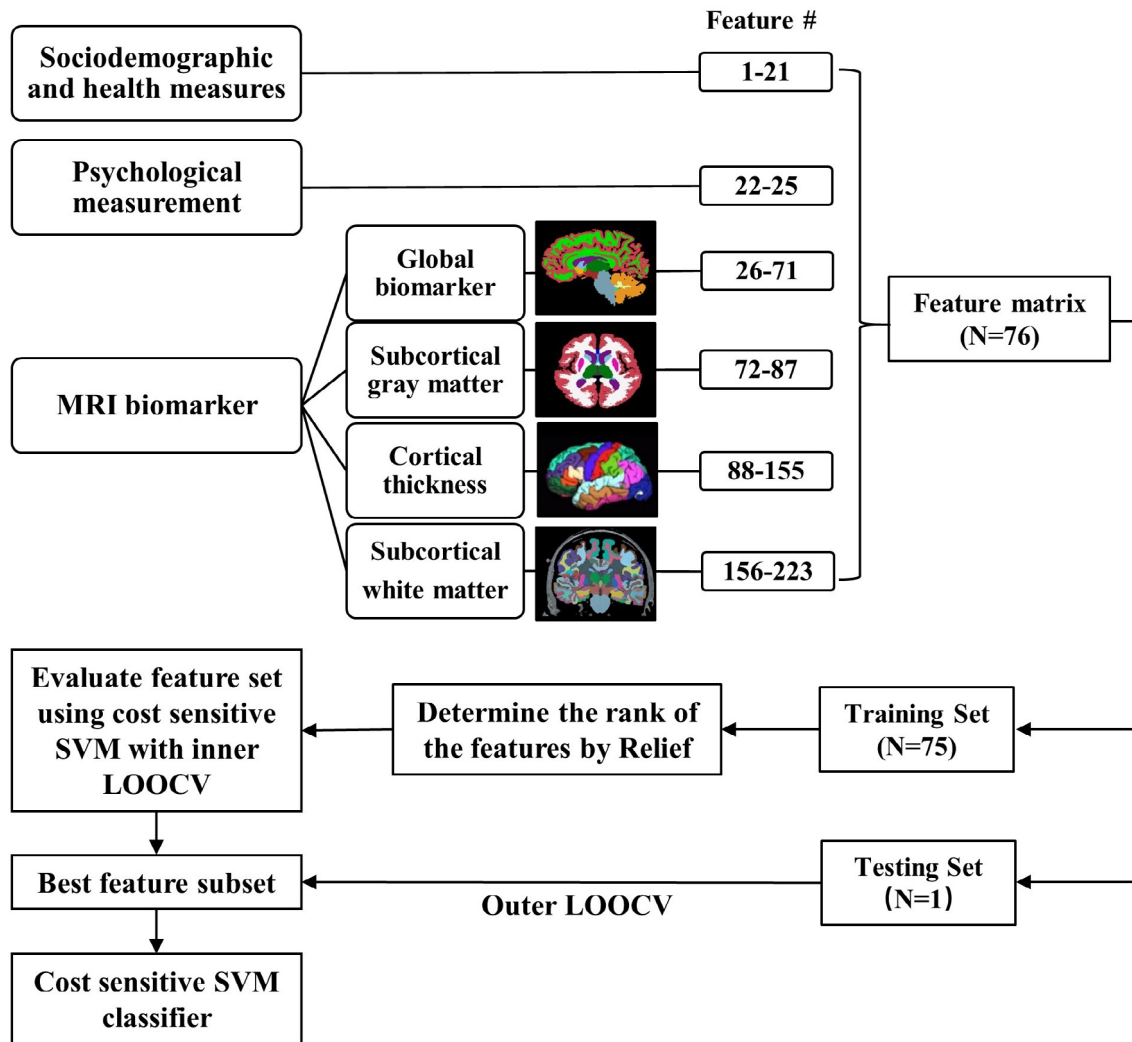 Feature #
Sociodemographic
and health measures
1-21
Psychological
measurement
22-25
MRI biomarker
Global
biomarker
26-71
Subcortical
gray matter
72-87
Cortical
thickness
88-155
Subcortical
white matter
156-223
Feature matrix
(N=76)
Evaluate feature set
using cost sensitive
SVM with inner
LOOCV
Determine the rank of
the features by Relief
Training Set
(N=75)
Best feature subset
Outer LOOCV
Testing Set
(N=1)
Cost sensitive SVM
classifier